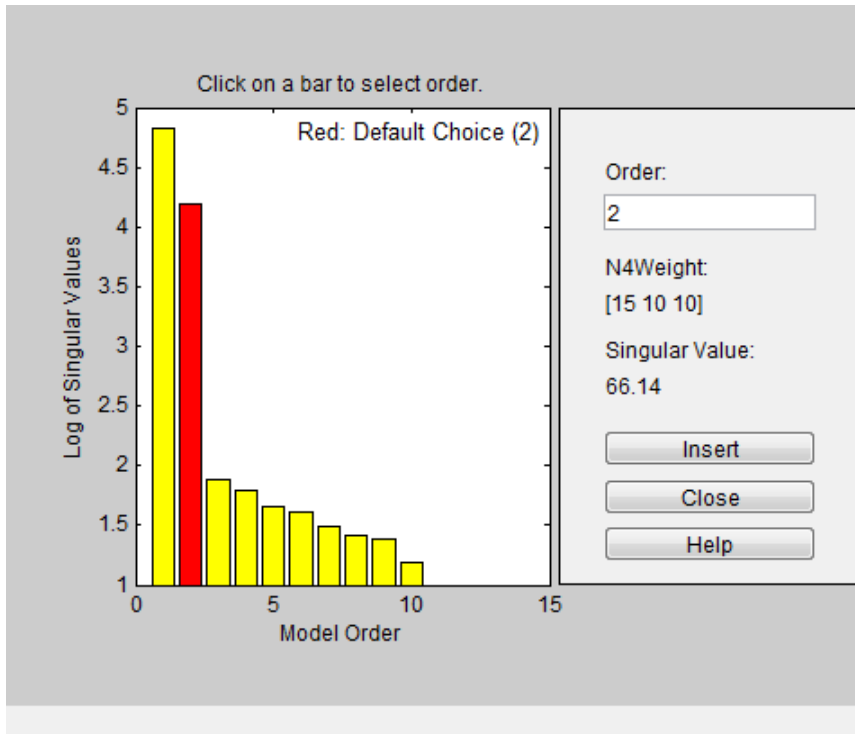 Click on a bar to select order.
Red: Default Choice (2)
5
4.5
4
3.5
3
2.5
2
1.5
1
Log of Singular Values
0
5
10
15
Model Order
Order:
2
N4Weight:
[15 10 10]
Singular Value:
66.14
Insert
Close
Help